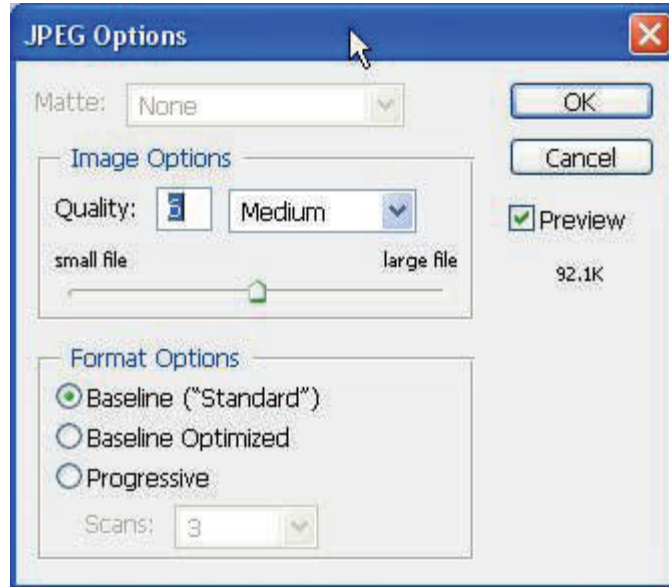 JPEG Options
Matte: None
OK
Image Options
Cancel
Quality: 6 Medium
Preview
small file large file
92.1K
Format Options
Baseline ("Standard")
Baseline Optimized
Progressive
Scans: 3